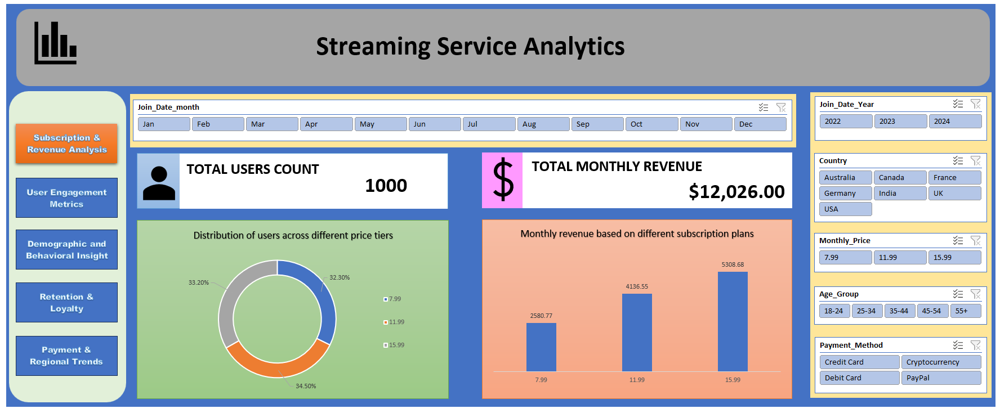 Streaming Service Analytics
Subscription &
Revenue Analysis
User Engagement
Metrics
Demographic and
Behavioral Insight
Retention &
Loyalty
Payment &
Regional Trends
Join_Date_month
Jan Feb Mar Apr May Jun Jul Aug Sep Oct Nov Dec
TOTAL USERS COUNT
1000
TOTAL MONTHLY REVENUE
$12,026.00
Distribution of users across different price tiers
33.20%
32.30%
34.50%
7.99
11.99
15.99
Monthly revenue based on different subscription plans
2580.77
4136.55
5308.68
7.99 11.99 15.99
Join_Date_Year
2022 2023 2024
Country
Australia Canada France
Germany India UK
USA
Monthly_Price
7.99 11.99 15.99
Age_Group
18-24 25-34 35-44 45-54 55+
Payment_Method
Credit Card Cryptocurrency
Debit Card PayPal